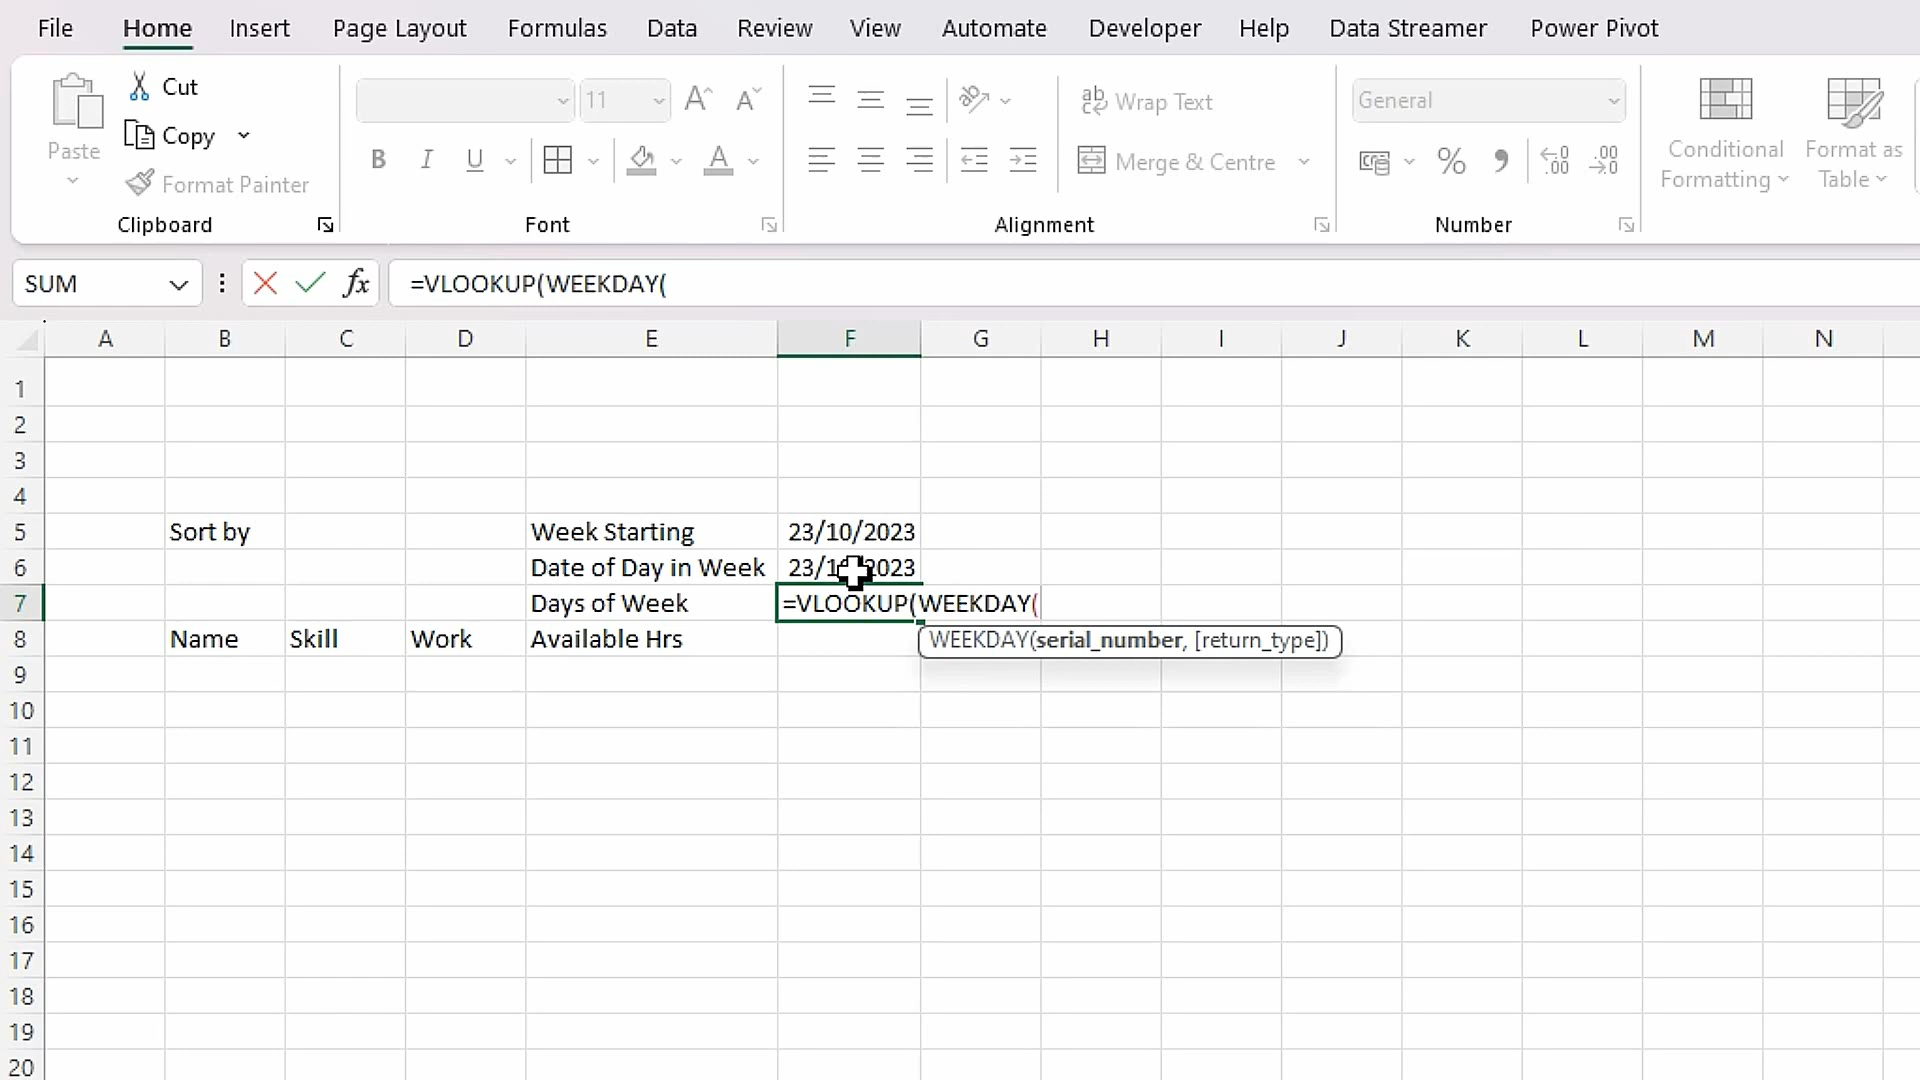 File Home Insert Page Layout Formulas Data Review View Automate Developer Help Data Streamer Power Pivot
Cut
Copy
Paste
Format Painter
Clipboard
11
B I U
A
Font
ab Wrap Text
Merge & Centre
Alignment
General
%
Number
Conditional Formatting
Format as Table
SUM
fx
=VLOOKUP(WEEKDAY(
A B C D E F G H I J K L M N
1
2
3
4
5 Sort by Week Starting 23/10/2023
6 Date of Day in Week
7 Days of Week =VLOOKUP(WEEKDAY(
8 Name Skill Work Available Hrs
WEEKDAY(serial_number, [return_type])
9
10
11
12
13
14
15
16
17
18
19
20